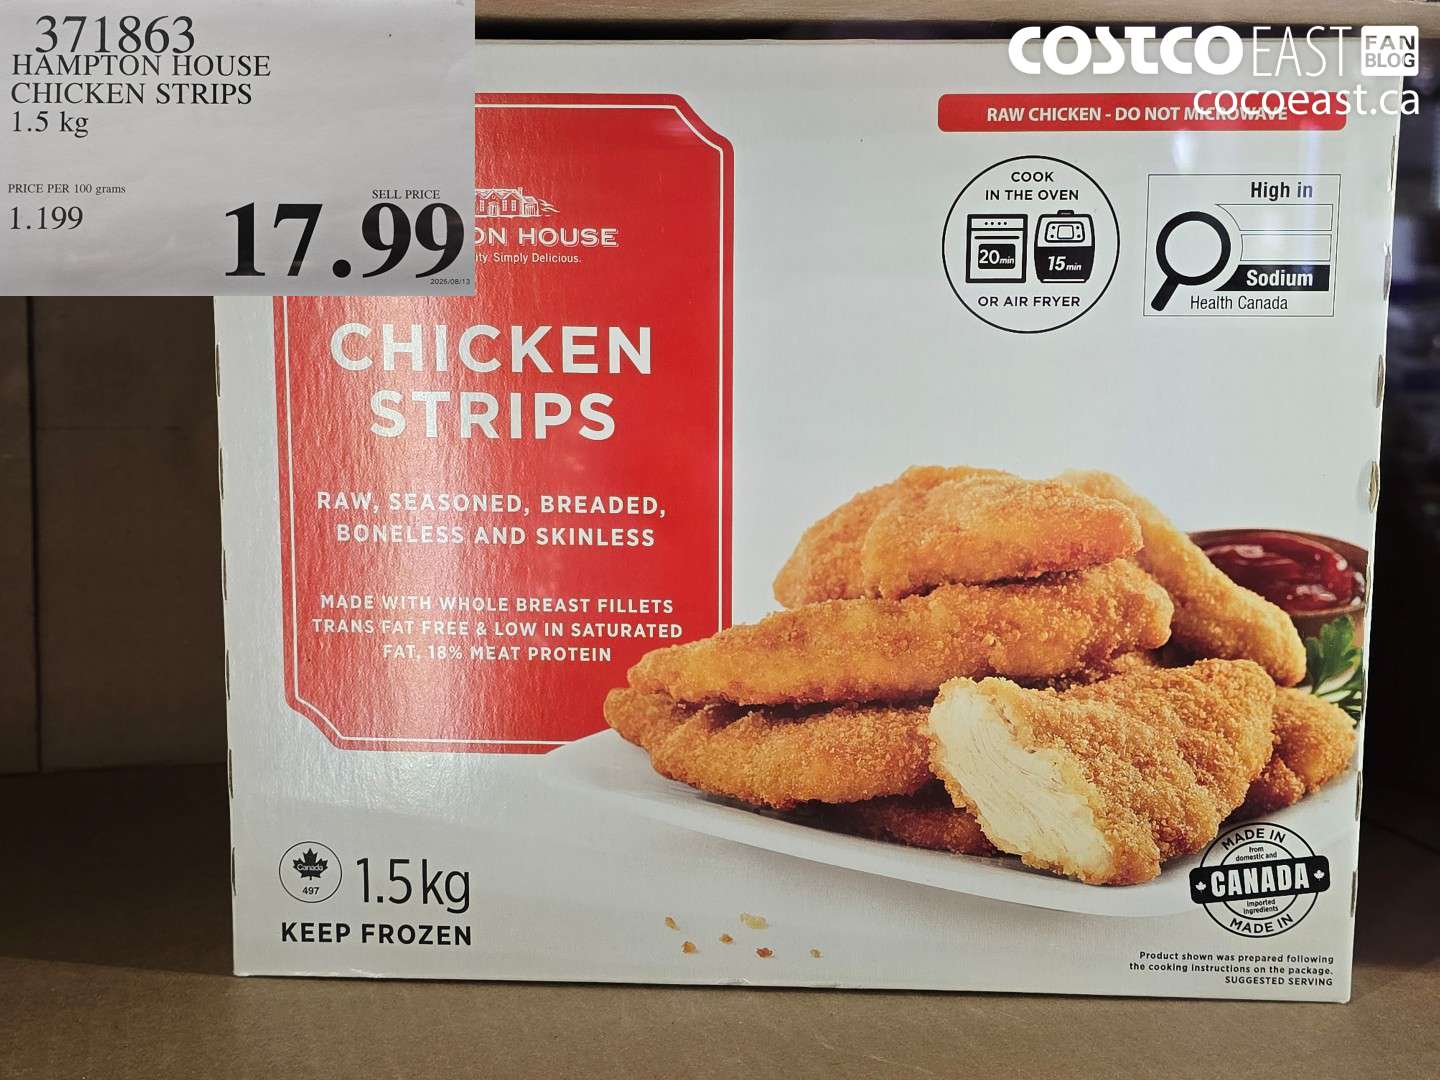 371863
HAMPTON HOUSE
CHICKEN STRIPS
1.5 kg
PRICE PER 100 grams
1.199
SELL PRICE
17.99
COSTCO EAST FAN BLOG
cocoeast.ca
RAW CHICKEN - DO NOT MICROWAVE
COOK
IN THE OVEN
20min
15min
OR AIR FRYER
High in
Sodium
Health Canada
ON HOUSE
ity. Simply Delicious.
CHICKEN
STRIPS
RAW, SEASONED, BREADED,
BONELESS AND SKINLESS
MADE WITH WHOLE BREAST FILLETS
TRANS FAT FREE & LOW IN SATURATED
FAT, 18% MEAT PROTEIN
Canada
497
1.5kg
KEEP FROZEN
MADE IN
from
domestic and
CANADA
imported
ingredients
MADE IN
Product shown was prepared following
the cooking instructions on the package.
SUGGESTED SERVING